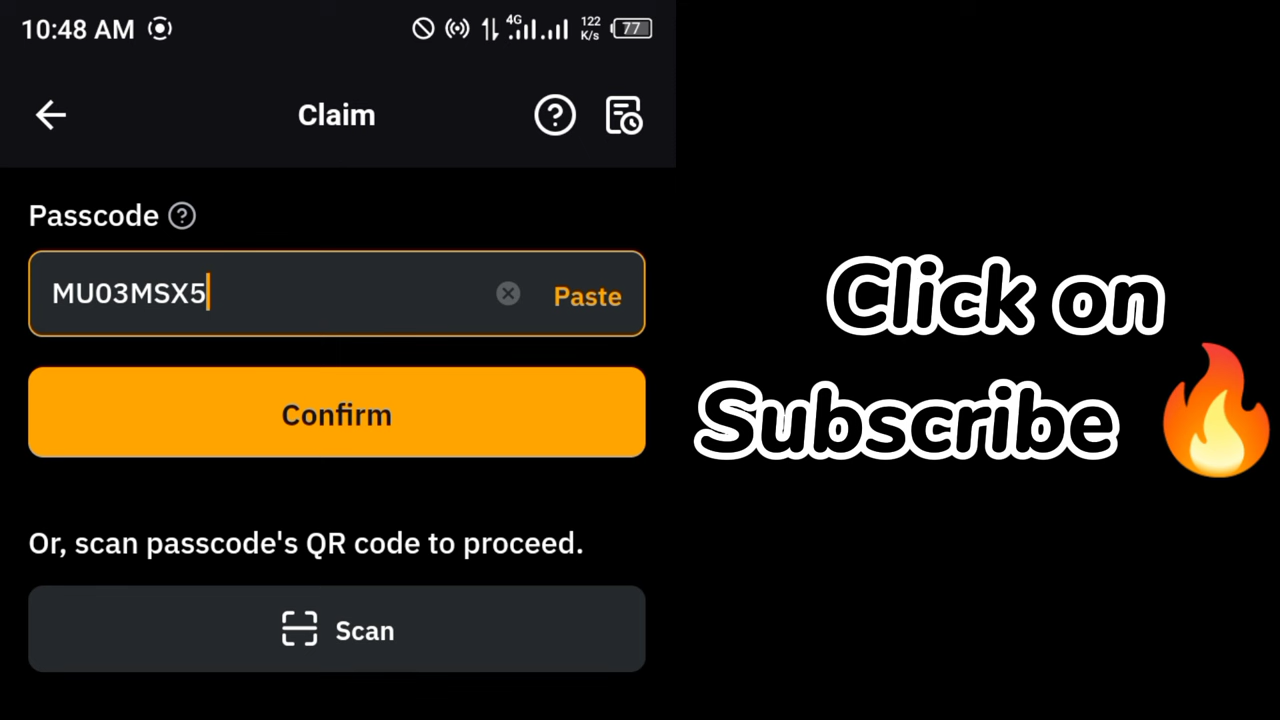 10:48 AM 4G 122 K/s 77
Claim
Passcode
MU03MSX5 Paste
Confirm
Or, scan passcode's QR code to proceed.
Scan
Click on
Subscribe 🔥